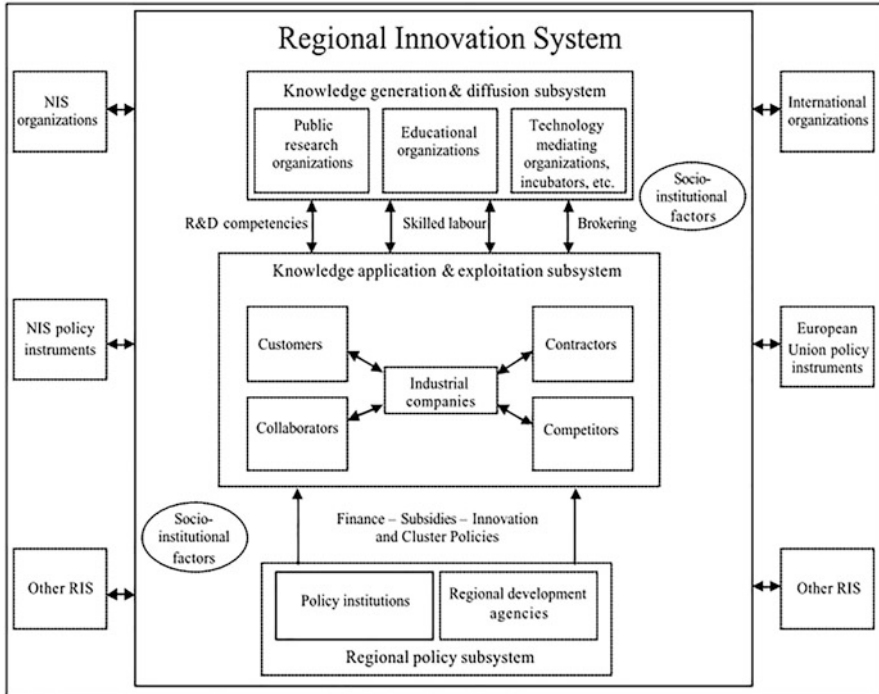 Regional Innovation System
NIS
organizations
Knowledge generation & diffusion subsystem
Public
research
organizations
Educational
organizations
Technology
mediating
organizations,
incubators, etc.
International
organizations
Socio-
institutional
factors
R&D competencies
Skilled labour
Brokering
Knowledge application & exploitation subsystem
NIS policy
instruments
Customers
Contractors
Industrial
companies
Collaborators
Competitors
European
Union policy
instruments
Socio-
institutional
factors
Finance – Subsidies – Innovation
and Cluster Policies
Other RIS
Policy institutions
Regional development
agencies
Regional policy subsystem
Other RIS